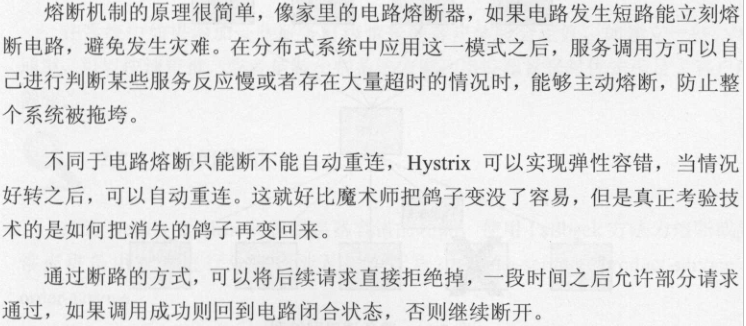 熔断机制的原理很简单，像家里的电路熔断器，如果电路发生短路能立刻熔
断电路，避免发生灾难。在分布式系统中应用这一模式之后，服务调用方可以自
己进行判断某些服务反应慢或者存在大量超时的情况时，能够主动熔断，防止整
个系统被拖垮。
不同于电路熔断只能断不能自动重连，Hystrix 可以实现弹性容错，当情况
好转之后，可以自动重连。这就好比魔术师把鸽子变没了容易，但是真正考验技
术的是如何把消失的鸽子再变回来。
通过断路的方式，可以将后续请求直接拒绝掉，一段时间之后允许部分请求
通过，如果调用成功则回到电路闭合状态，否则继续断开。